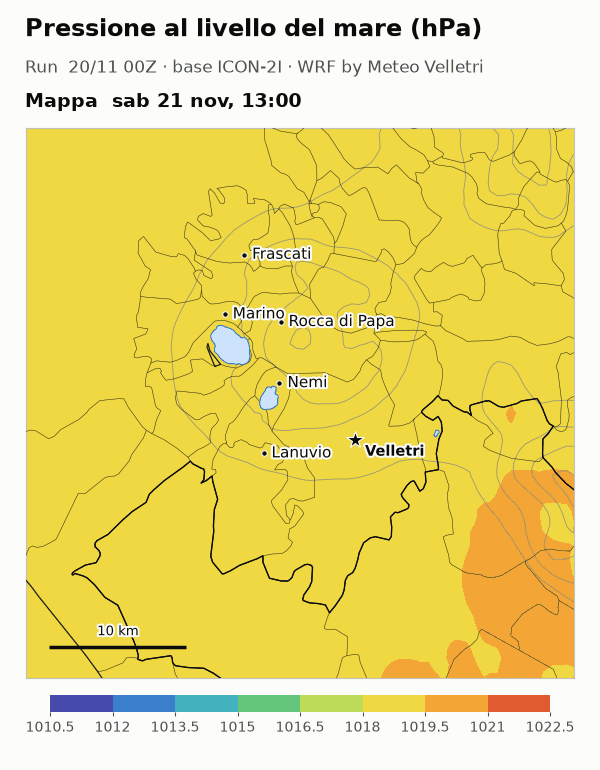 Pressione al livello del mare (hPa)
Run  20/11 00Z · base ICON-2I · WRF by Meteo Velletri
Mappa  sab 21 nov, 13:00
Frascati
Marino
Rocca di Papa
Nemi
Velletri
Lanuvio
10 km
1010.5 1012 1013.5 1015 1016.5 1018 1019.5 1021 1022.5